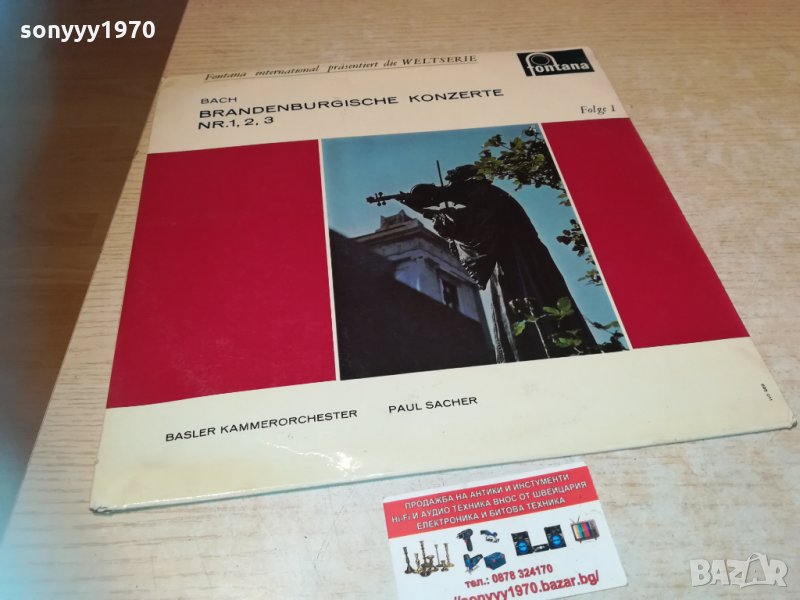 sonyyy1970
Fontana international präsentiert die WELTSERIE
fontana
BACH
BRANDENBURGISCHE KONZERTE
NR.1, 2, 3
Folge 1
BASLER KAMMERORCHESTER PAUL SACHER
ПРОДАЖБА НА АНТИКИ И ИНСТУМЕНТИ
Hi-Fi И АУДИО ТЕХНИКА ВНОС ОТ ШВЕЙЦАРИЯ
ЕЛЕКТРОНИКА И БИТОВА ТЕХНИКА
тел.: 0878 324170
//sonyyy1970.bazar.bg/
BAZAR